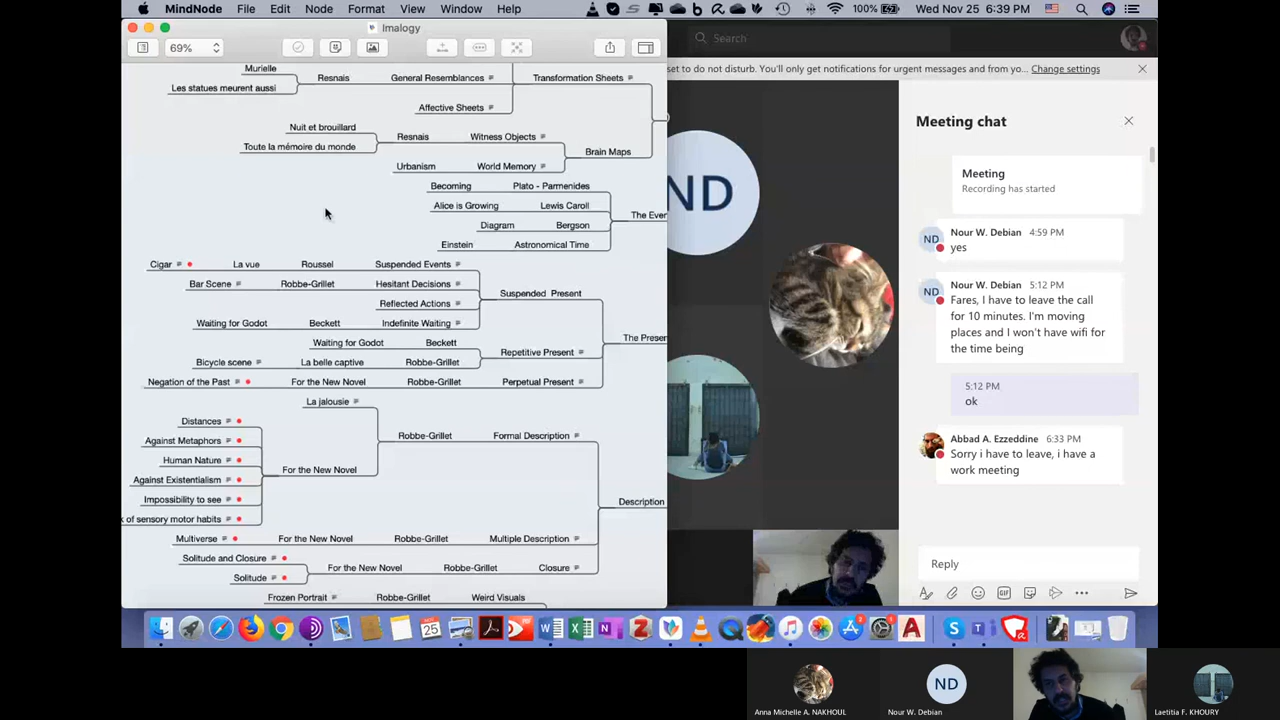 MindNode File Edit Node Format View Window Help 100% Wed Nov 25 6:39 PM
Imalogy
69%
Search
set to do not disturb. You'll only get notifications for urgent messages and from yo... Change settings
Murielle
Resnais General Resemblances Transformation Sheets
Les statues meurent aussi
Affective Sheets
Nuit et brouillard
Resnais Witness Objects
Toute la mémoire du monde
Brain Maps
Urbanism World Memory
Becoming Plato - Parmenides
Alice is Growing Lewis Caroll
The Even
Diagram Bergson
Einstein Astronomical Time
Cigar La vue Roussel Suspended Events
Bar Scene Robbe-Grillet Hesitant Decisions
Suspended Present
Reflected Actions
Waiting for Godot Beckett Indefinite Waiting
The Presen
Waiting for Godot Beckett
Repetitive Present
Bicycle scene La belle captive Robbe-Grillet
Negation of the Past For the New Novel Robbe-Grillet Perpetual Present
La jalousie
Distances
Robbe-Grillet Formal Description
Against Metaphors
Human Nature
For the New Novel
Against Existentialism
Impossibility to see
Description
k of sensory motor habits
Multiverse For the New Novel Robbe-Grillet Multiple Description
Solitude and Closure
For the New Novel Robbe-Grillet Closure
Solitude
Frozen Portrait Robbe-Grillet Weird Visuals
ND
Meeting chat
Meeting
Recording has started
ND
Nour W. Debian 4:59 PM
yes
ND
Nour W. Debian 5:12 PM
Fares, I have to leave the call
for 10 minutes. I'm moving
places and I won't have wifi for
the time being
5:12 PM
ok
Abbad A. Ezzeddine 6:33 PM
Sorry i have to leave, i have a
work meeting
Reply
GIF
NOV
25
ND
Anna Michelle A. NAKHOUL
Nour W. Debian
Laetitia F. KHOURY